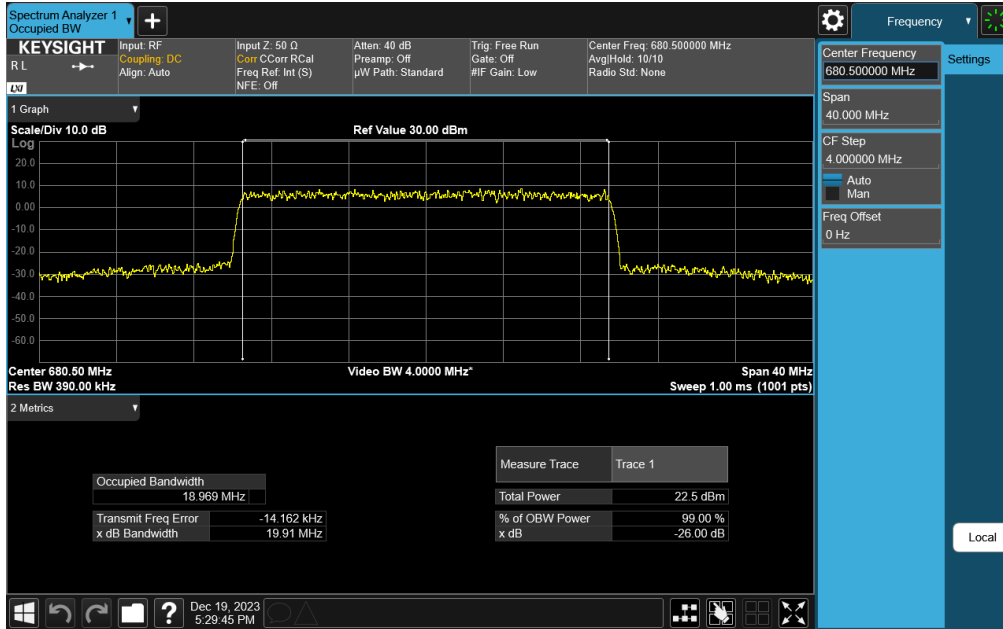 Spectrum Analyzer 1
Occupied BW
Frequency
KEYSIGHT
R L
LXI
Input: RF
Coupling: DC
Align: Auto
Input Z: 50 Ω
Corr CCorr RCal
Freq Ref: Int (S)
NFE: Off
Atten: 40 dB
Preamp: Off
µW Path: Standard
Trig: Free Run
Gate: Off
#IF Gain: Low
Center Freq: 680.500000 MHz
Avg|Hold: 10/10
Radio Std: None
Center Frequency
680.500000 MHz
Settings
Span
40.000 MHz
CF Step
4.000000 MHz
Auto
Man
Freq Offset
0 Hz
Local
1 Graph
Scale/Div 10.0 dB
Ref Value 30.00 dBm
Log
20.0
10.0
0.00
-10.0
-20.0
-30.0
-40.0
-50.0
-60.0
Center 680.50 MHz
Video BW 4.0000 MHz*
Span 40 MHz
Res BW 390.00 kHz
Sweep 1.00 ms (1001 pts)
2 Metrics
Occupied Bandwidth
18.969 MHz
Transmit Freq Error -14.162 kHz
x dB Bandwidth 19.91 MHz
Measure Trace Trace 1
Total Power 22.5 dBm
% of OBW Power 99.00 %
x dB -26.00 dB
?
Dec 19, 2023
5:29:45 PM